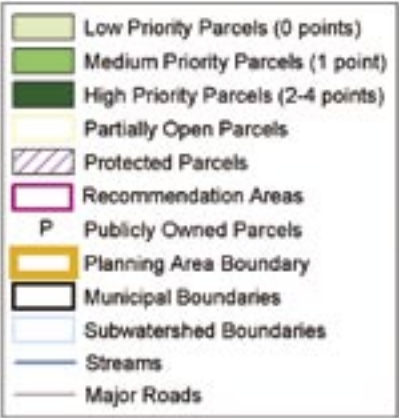 Low Priority Parcels (0 points)
Medium Priority Parcels (1 point)
High Priority Parcels (2-4 points)
Partially Open Parcels
Protected Parcels
Recommendation Areas
P Publicly Owned Parcels
Planning Area Boundary
Municipal Boundaries
Subwatershed Boundaries
Streams
Major Roads